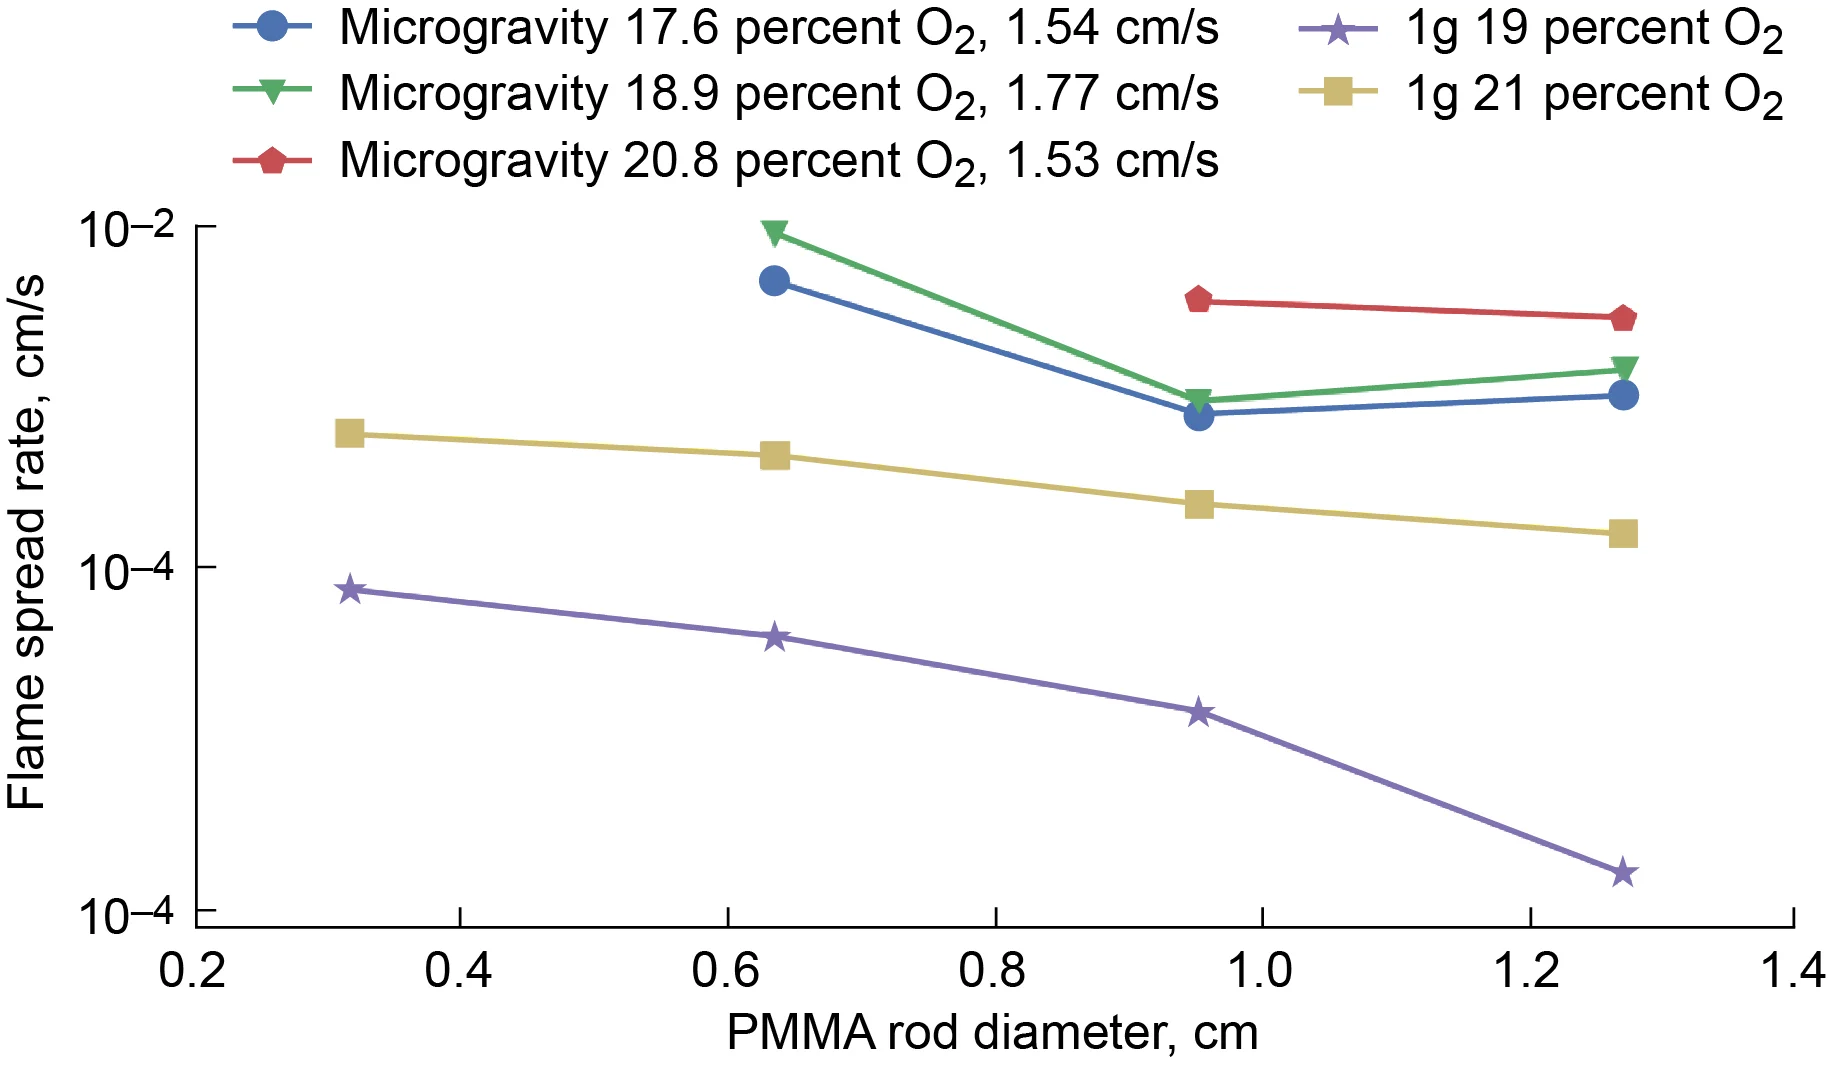 Microgravity 17.6 percent O₂, 1.54 cm/s
Microgravity 18.9 percent O₂, 1.77 cm/s
Microgravity 20.8 percent O₂, 1.53 cm/s
1g 19 percent O₂
1g 21 percent O₂
Flame spread rate, cm/s
10⁻²
10⁻⁴
10⁻⁴
0.2 0.4 0.6 0.8 1.0 1.2 1.4
PMMA rod diameter, cm